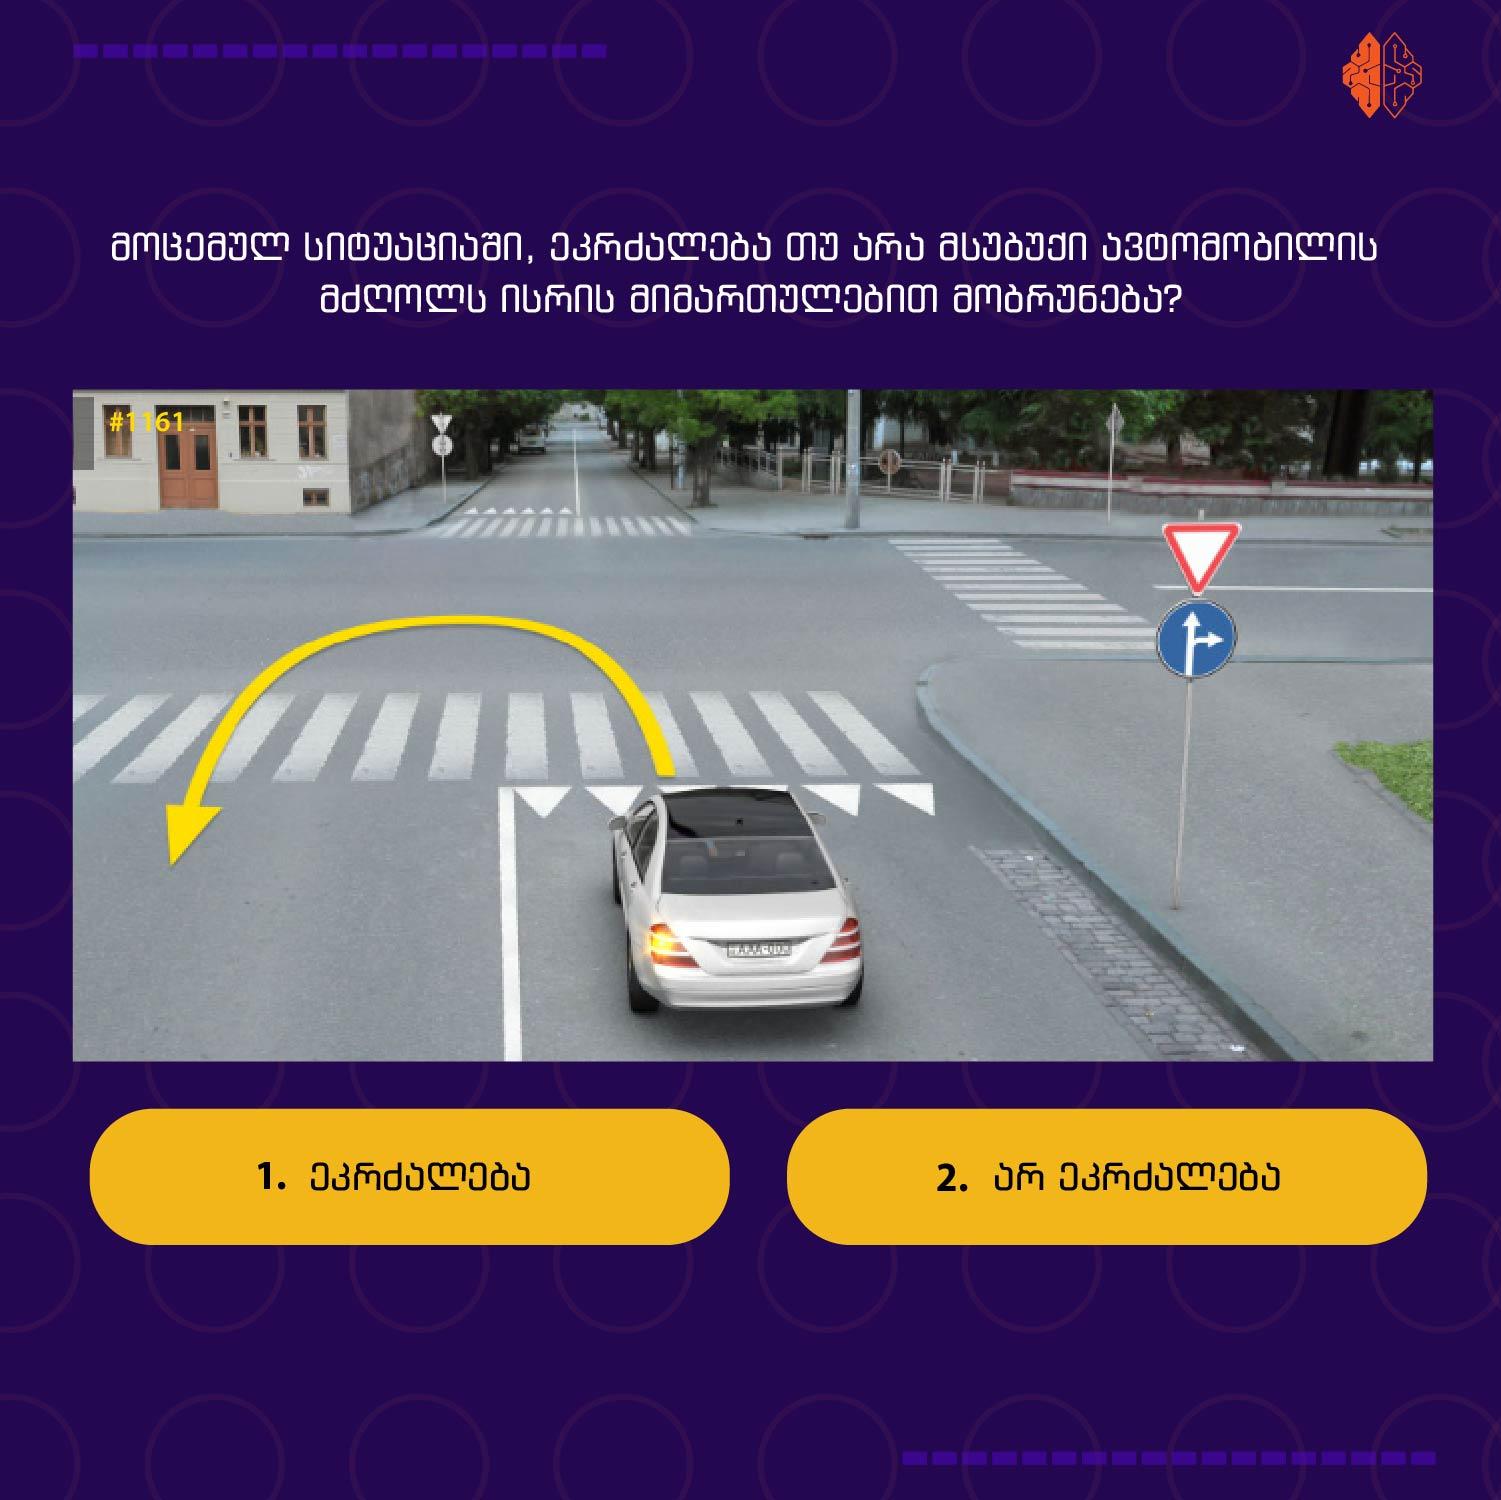 მოცემულ სიტუაციაში, ეკრძალება თუ არა მსუბუქი ავტომობილის
მძღოლს ისრის მიმართულებით მობრუნება?
#1161
1. ეკრძალება
2. არ ეკრძალება